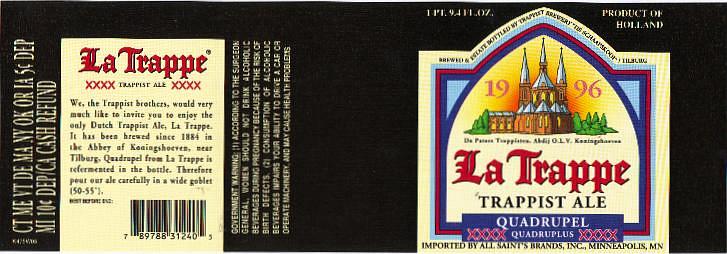 CT ME VT DE MA NY OK OR IA 5¢ DEP
MI 10¢ DEP CA CASH REFUND
La Trappe®
XXXX TRAPPIST ALE XXXX
We, the Trappist brothers, would very
much like to invite you to enjoy the
only Dutch Trappist Ale, La Trappe.
It has been brewed since 1884 in
the Abbey of Koningshoeven, near
Tilburg. Quadrupel from La Trappe is
refermented in the bottle. Therefore
pour our ale carefully in a wide goblet
(50-55°).
BEST BEFORE END:
7 89788 31240 3
GOVERNMENT WARNING: (1) ACCORDING TO THE SURGEON
GENERAL, WOMEN SHOULD NOT DRINK ALCOHOLIC
BEVERAGES DURING PREGNANCY BECAUSE OF THE RISK OF
BIRTH DEFECTS. (2) CONSUMPTION OF ALCOHOLIC
BEVERAGES IMPAIRS YOUR ABILITY TO DRIVE A CAR OR
OPERATE MACHINERY, AND MAY CAUSE HEALTH PROBLEMS
1 PT. 9.4 FL.OZ.
PRODUCT OF
HOLLAND
BREWED & ESTATE BOTTLED BY TRAPPIST BREWERY "DE SCHAAPSKOOI" / TILBURG
1996
De Paters Trappisten, Abdij O.L.V. Koningshoeven
La Trappe
TRAPPIST ALE
QUADRUPEL
XXXX QUADRUPLUS XXXX
IMPORTED BY ALL SAINT'S BRANDS, INC., MINNEAPOLIS, MN